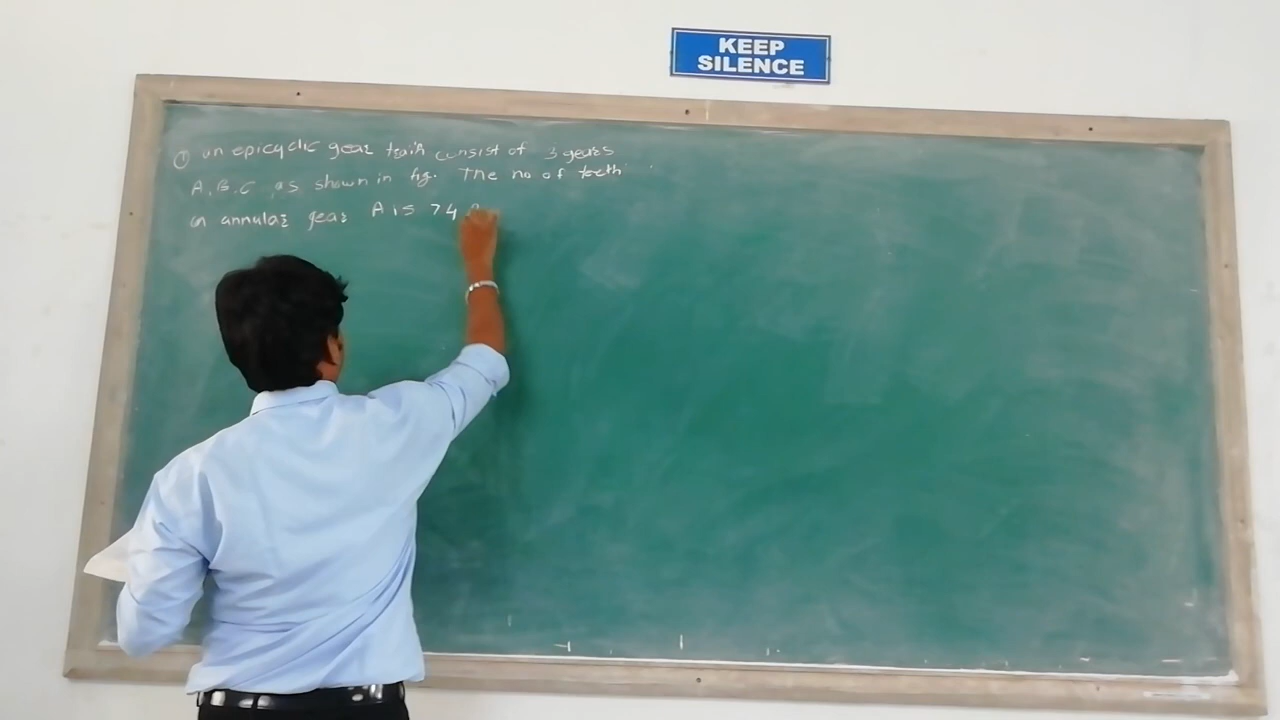 KEEP
SILENCE
① an epicyclic gear train consist of 3 gears
A, B, C as shown in fig. The no of teeth
on annular gear A is 74